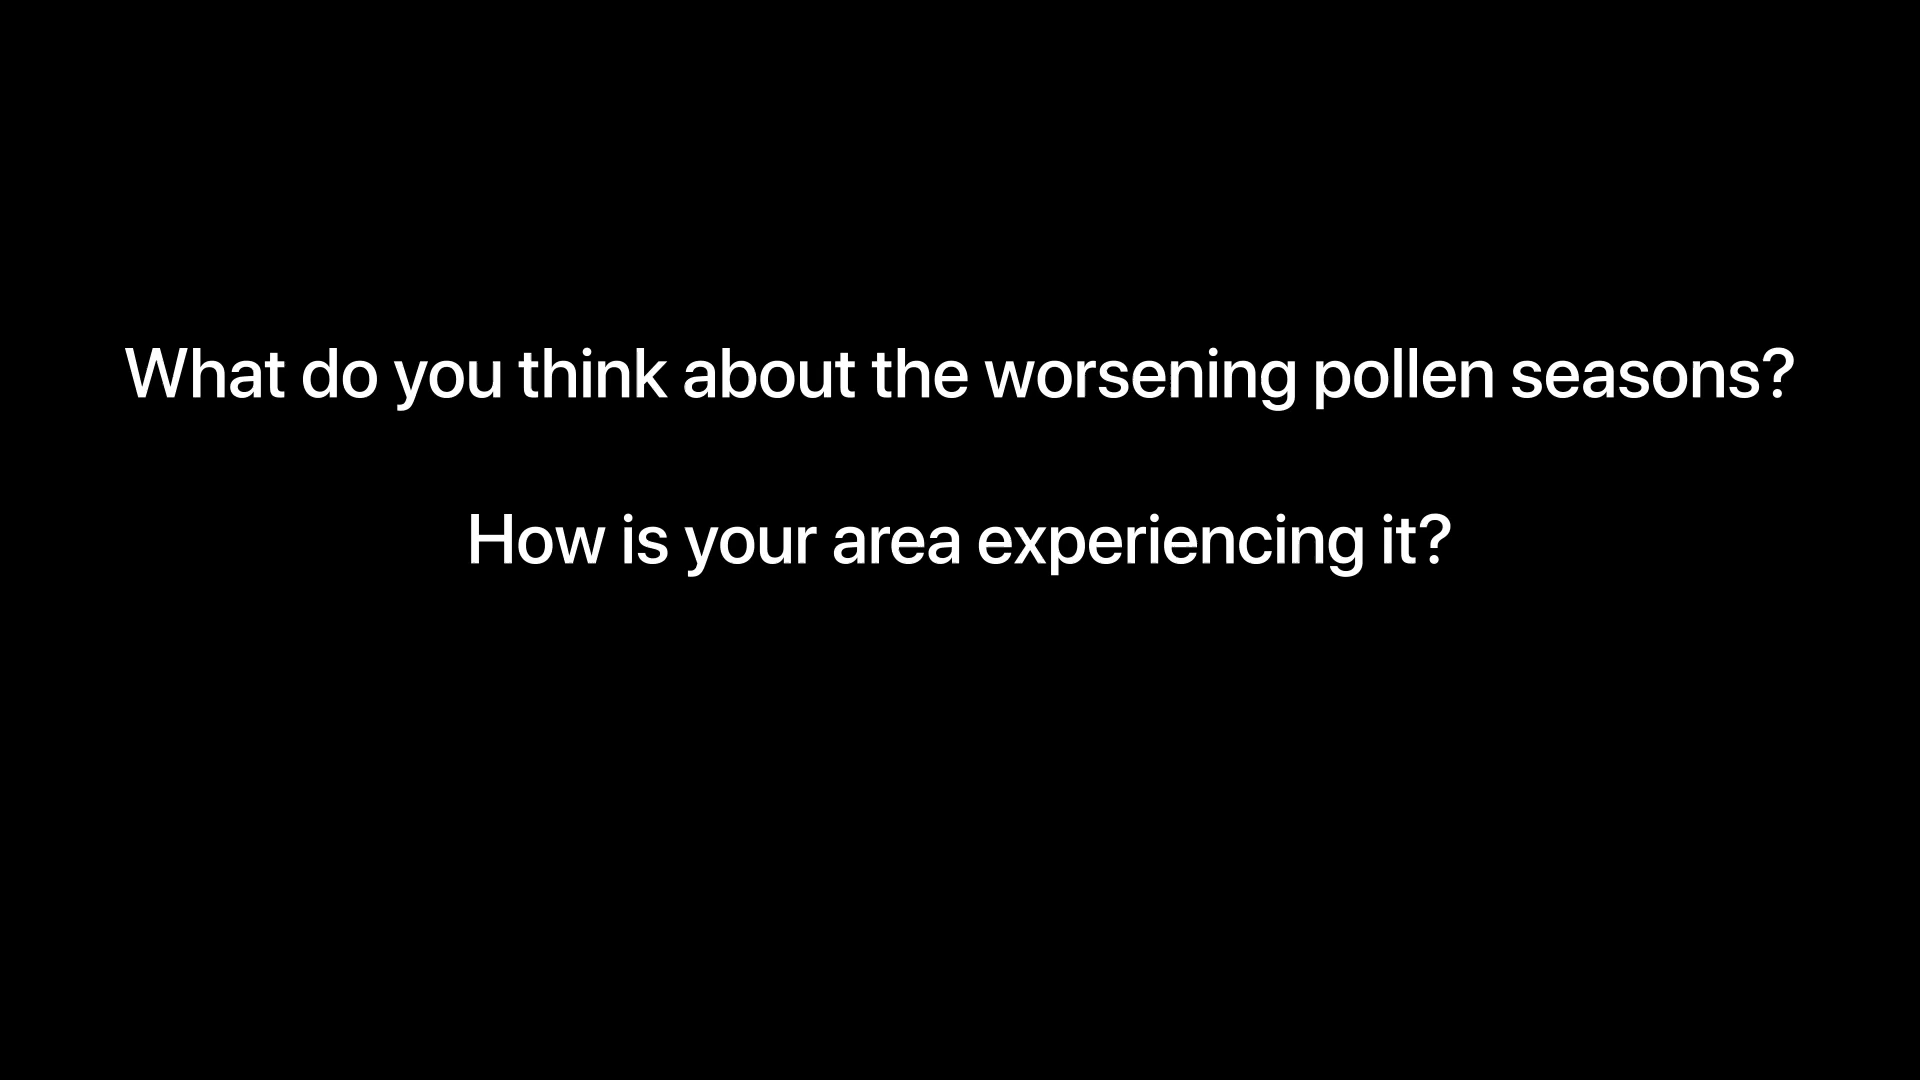 What do you think about the worsening pollen seasons?
How is your area experiencing it?